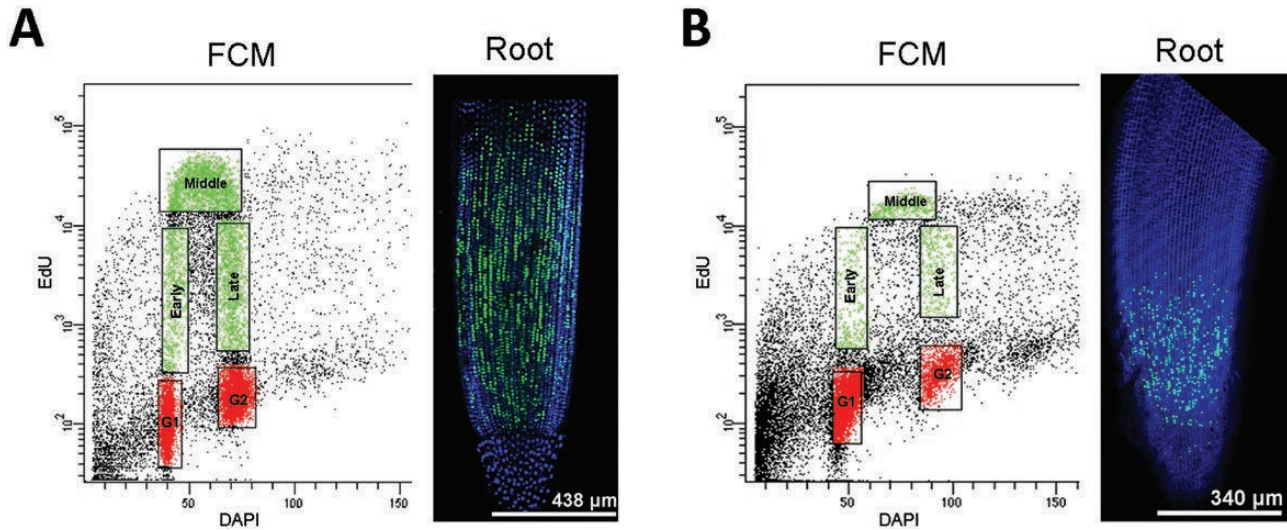 A
FCM
Root
EdU
10^5
10^4
10^3
10^2
Middle
Early
Late
G1
G2
50
100
150
DAPI
438 µm
B
FCM
Root
EdU
10^5
10^4
10^3
10^2
Middle
Early
Late
G1
G2
50
100
150
DAPI
340 µm